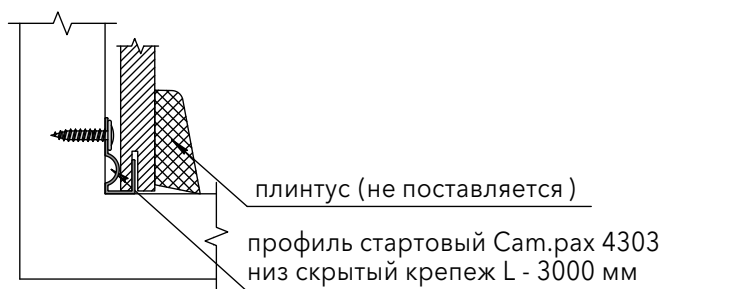 плинтус (не поставляется )
профиль стартовый Cam.pax 4303
низ скрытый крепеж L - 3000 мм